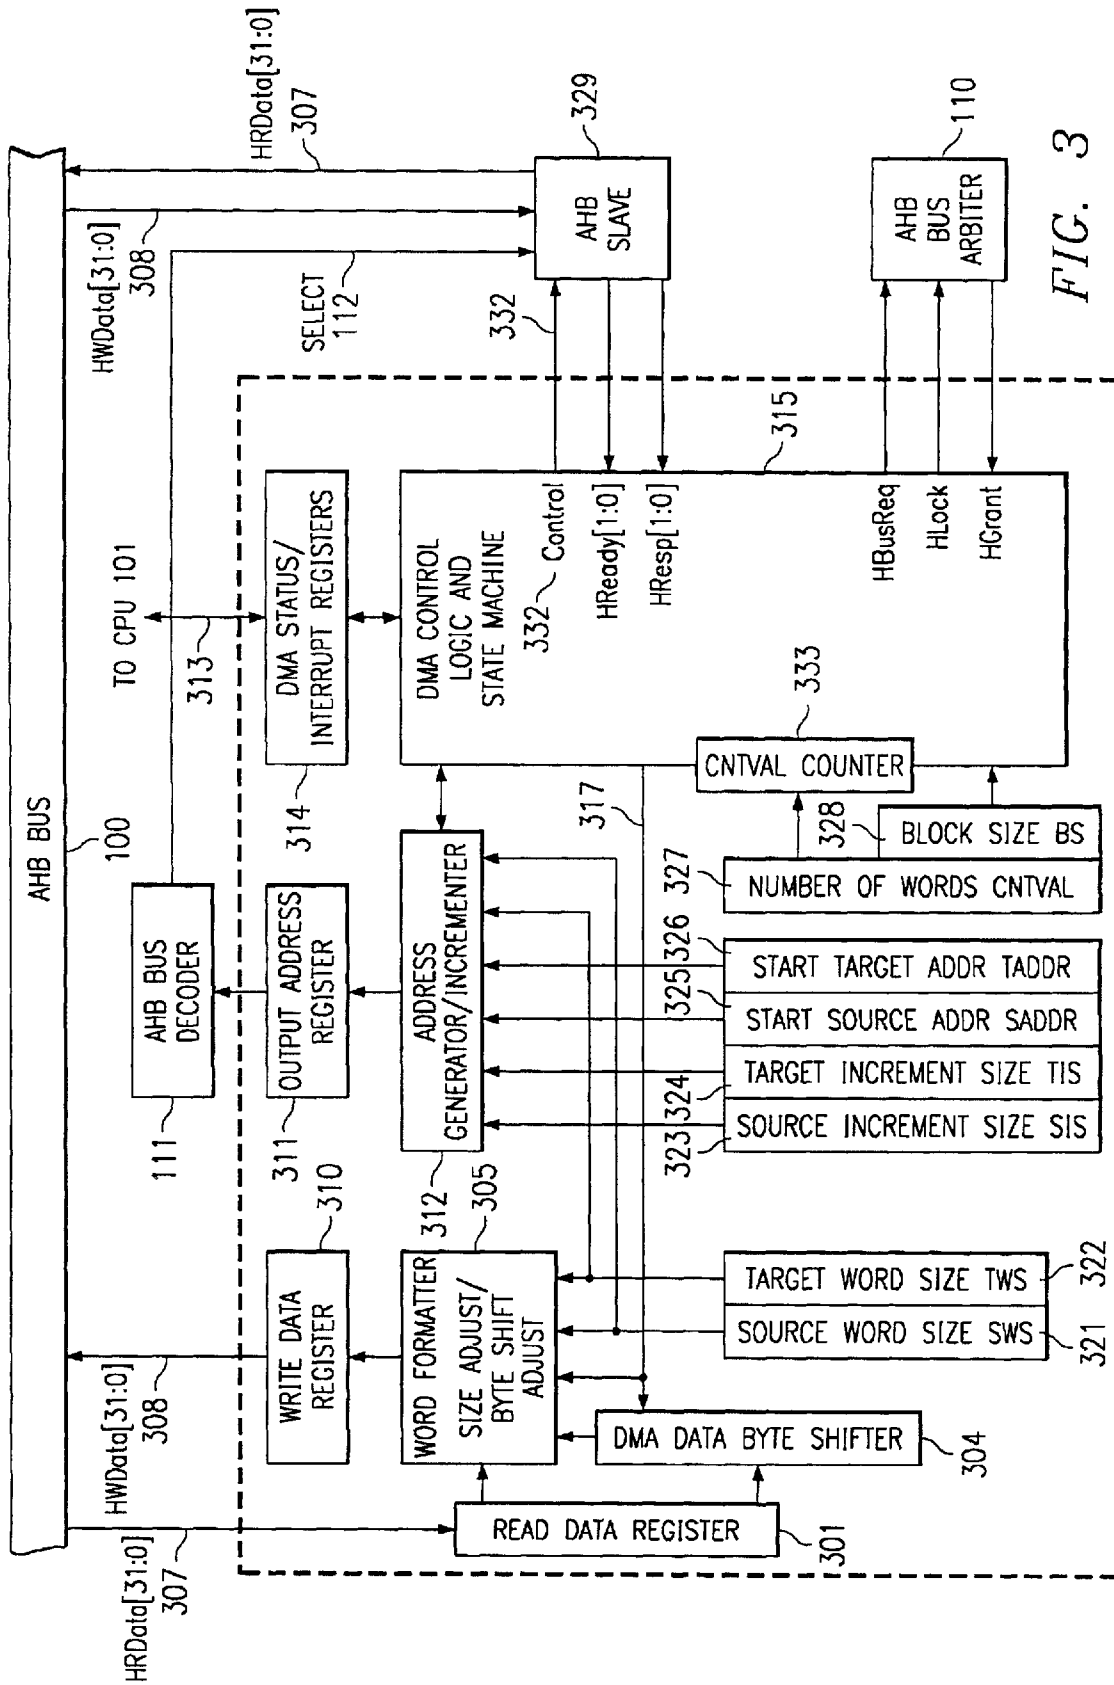 AHB BUS
100
HRData[31:0]
307
HWData[31:0]
308
AHB BUS
DECODER
111
TO CPU 101
313
SELECT
112
HWData[31:0]
308
HRData[31:0]
307
WRITE DATA
REGISTER
310
OUTPUT ADDRESS
REGISTER
311
DMA STATUS/
INTERRUPT REGISTERS
314
WORD FORMATTER
SIZE ADJUST/
BYTE SHIFT
ADJUST
305
ADDRESS
GENERATOR/INCREMENTER
312
DMA CONTROL
LOGIC AND
STATE MACHINE
332
Control
HReady[1:0]
HResp[1:0]
HBusReq
HLock
HGrant
315
332
AHB
SLAVE
329
AHB
BUS
ARBITER
110
READ DATA REGISTER
301
DMA DATA BYTE SHIFTER
304
317
CNTVAL COUNTER
333
TARGET WORD SIZE TWS
322
SOURCE WORD SIZE SWS
321
START TARGET ADDR TADDR
326
START SOURCE ADDR SADDR
325
TARGET INCREMENT SIZE TIS
324
SOURCE INCREMENT SIZE SIS
323
BLOCK SIZE BS
328
NUMBER OF WORDS CNTVAL
327
FIG. 3